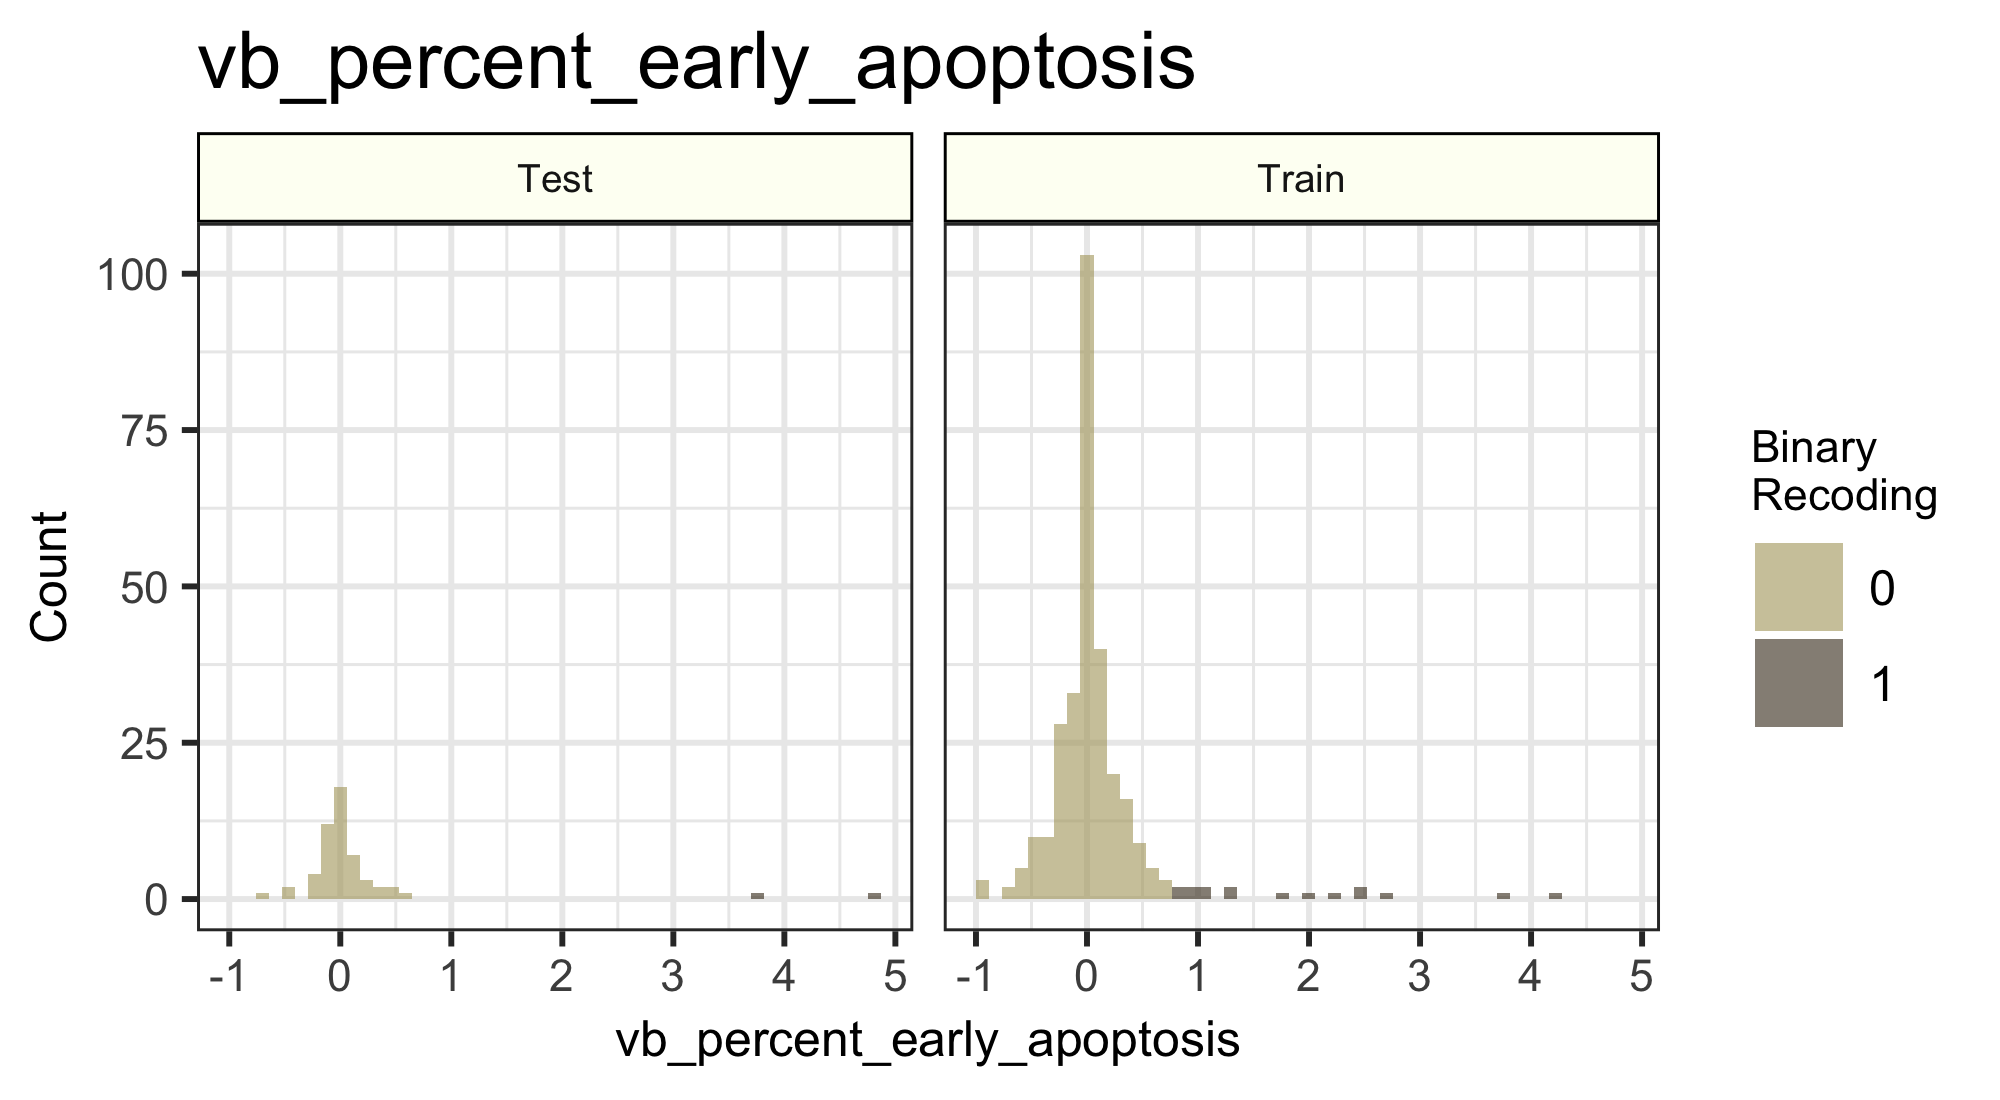 vb_percent_early_apoptosis
Test
Train
100
75
50
25
0
Count
-1 0 1 2 3 4 5
-1 0 1 2 3 4 5
vb_percent_early_apoptosis
Binary
Recoding
0
1